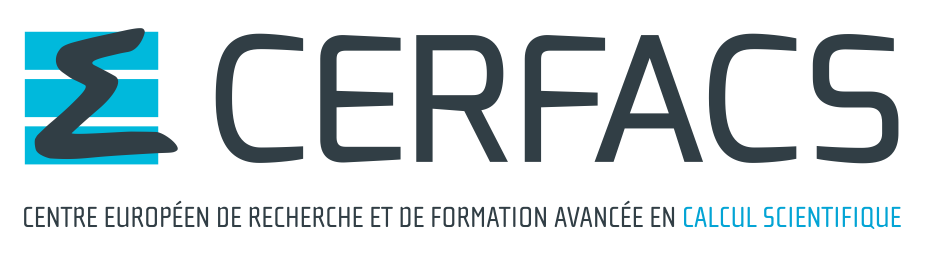 CERFACS
CENTRE EUROPÉEN DE RECHERCHE ET DE FORMATION AVANCÉE EN CALCUL SCIENTIFIQUE